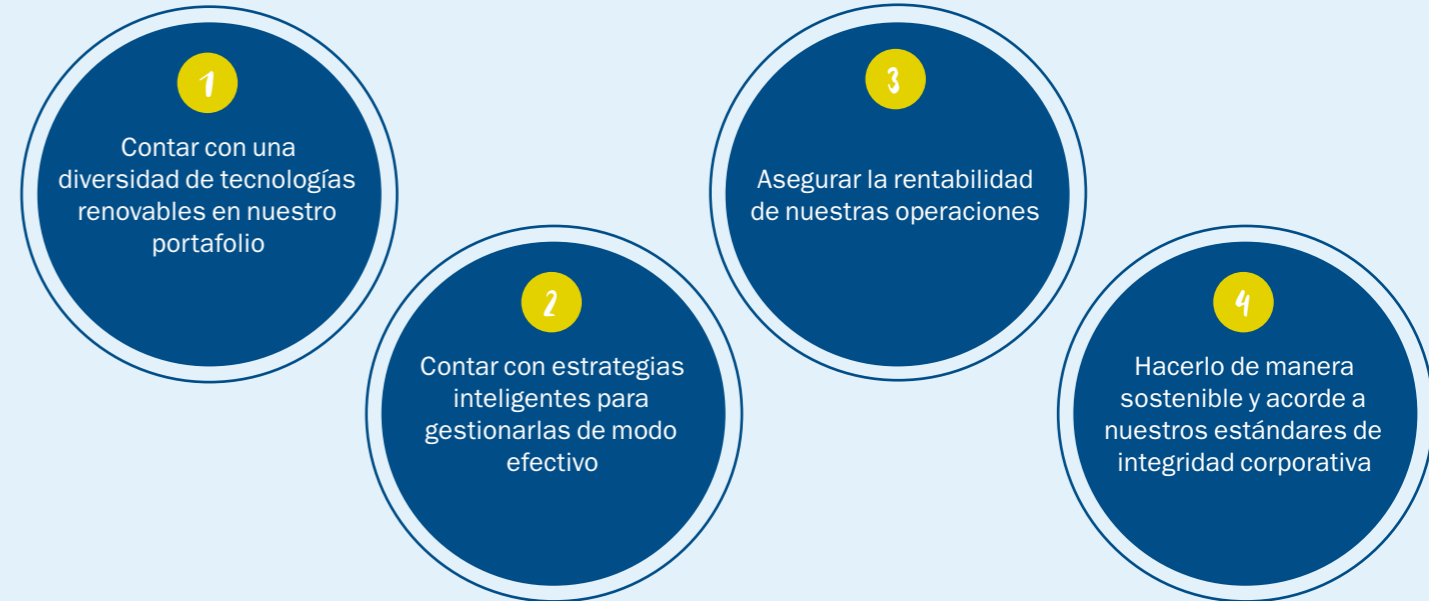 1
Contar con una
diversidad de tecnologías
renovables en nuestro
portafolio
2
Contar con estrategias
inteligentes para
gestionarlas de modo
efectivo
3
Asegurar la rentabilidad
de nuestras operaciones
4
Hacerlo de manera
sostenible y acorde a
nuestros estándares de
integridad corporativa